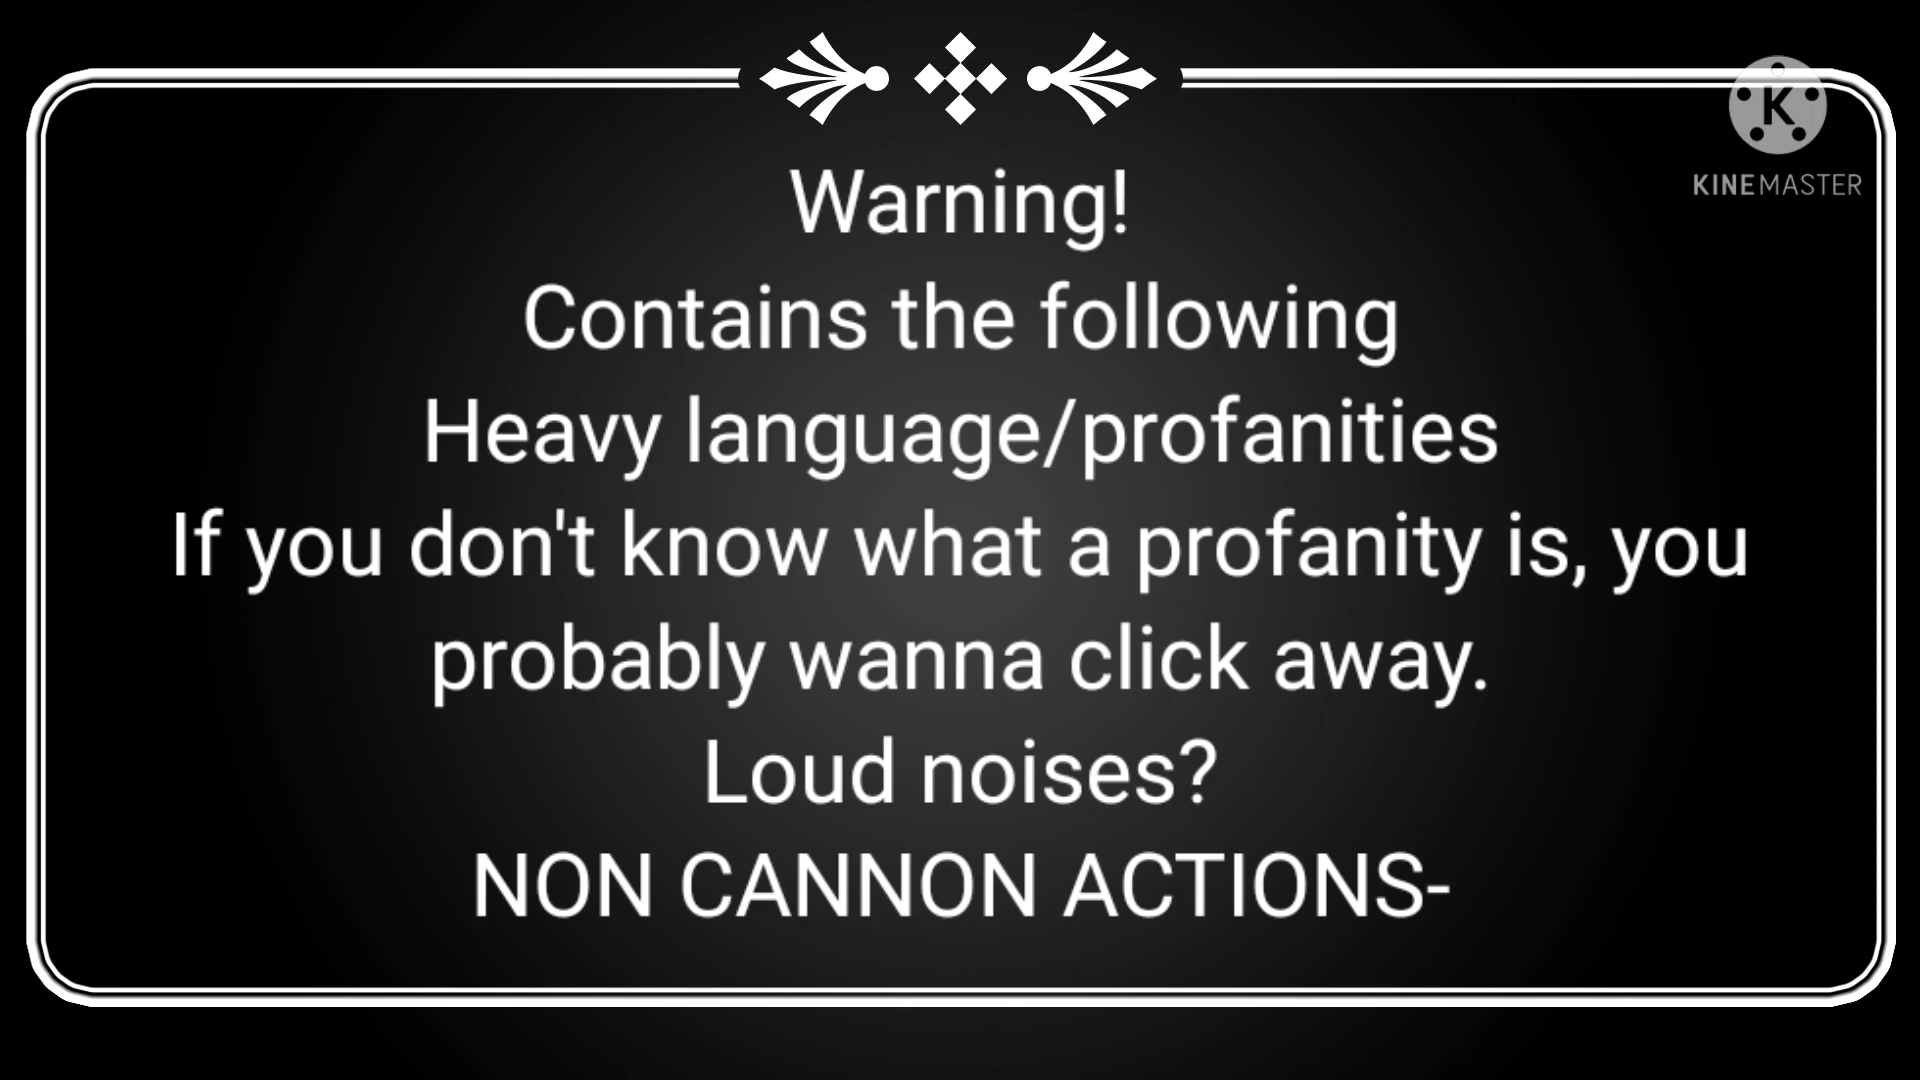 Warning!
Contains the following
Heavy language/profanities
If you don't know what a profanity is, you
probably wanna click away.
Loud noises?
NON CANNON ACTIONS-
K
KINEMASTER